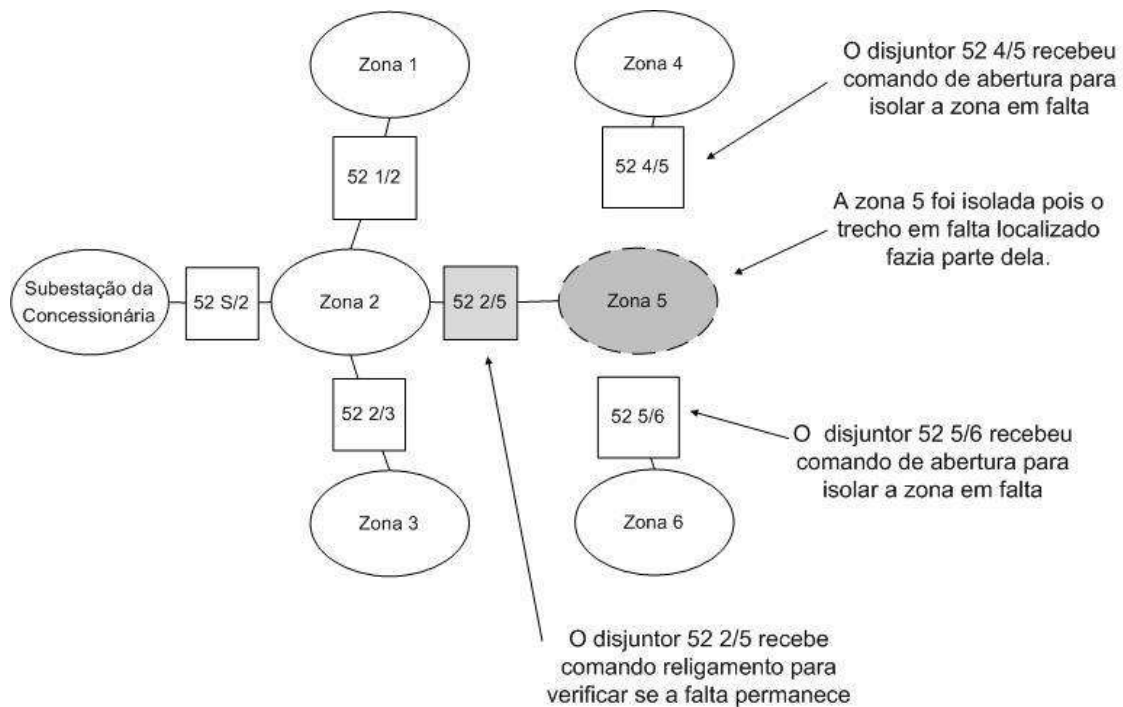 Zona 1
Zona 4
O disjuntor 52 4/5 recebeu
comando de abertura para
isolar a zona em falta
52 1/2
52 4/5
A zona 5 foi isolada pois o
trecho em falta localizado
fazia parte dela.
Subestação da
Concessionária
52 S/2
Zona 2
52 2/5
Zona 5
52 2/3
52 5/6
O disjuntor 52 5/6 recebeu
comando de abertura para
isolar a zona em falta
Zona 3
Zona 6
O disjuntor 52 2/5 recebe
comando religamento para
verificar se a falta permanece